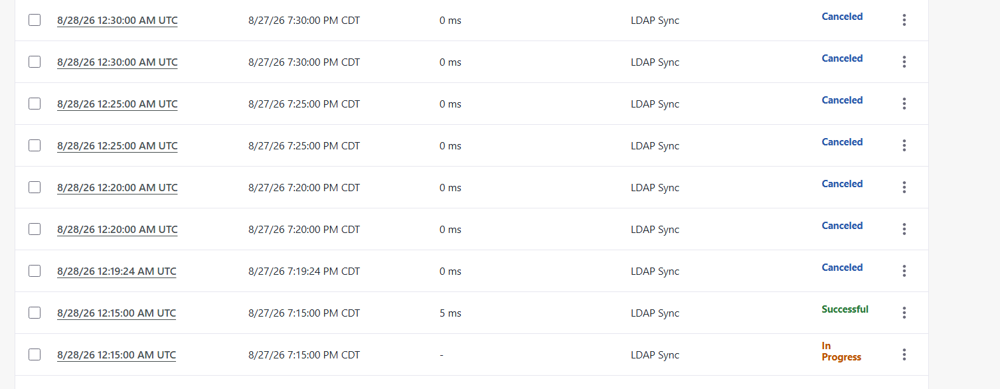 8/28/26 12:30:00 AM UTC 8/27/26 7:30:00 PM CDT 0 ms LDAP Sync Canceled
8/28/26 12:30:00 AM UTC 8/27/26 7:30:00 PM CDT 0 ms LDAP Sync Canceled
8/28/26 12:25:00 AM UTC 8/27/26 7:25:00 PM CDT 0 ms LDAP Sync Canceled
8/28/26 12:25:00 AM UTC 8/27/26 7:25:00 PM CDT 0 ms LDAP Sync Canceled
8/28/26 12:20:00 AM UTC 8/27/26 7:20:00 PM CDT 0 ms LDAP Sync Canceled
8/28/26 12:20:00 AM UTC 8/27/26 7:20:00 PM CDT 0 ms LDAP Sync Canceled
8/28/26 12:19:24 AM UTC 8/27/26 7:19:24 PM CDT 0 ms LDAP Sync Canceled
8/28/26 12:15:00 AM UTC 8/27/26 7:15:00 PM CDT 5 ms LDAP Sync Successful
8/28/26 12:15:00 AM UTC 8/27/26 7:15:00 PM CDT - LDAP Sync In
Progress